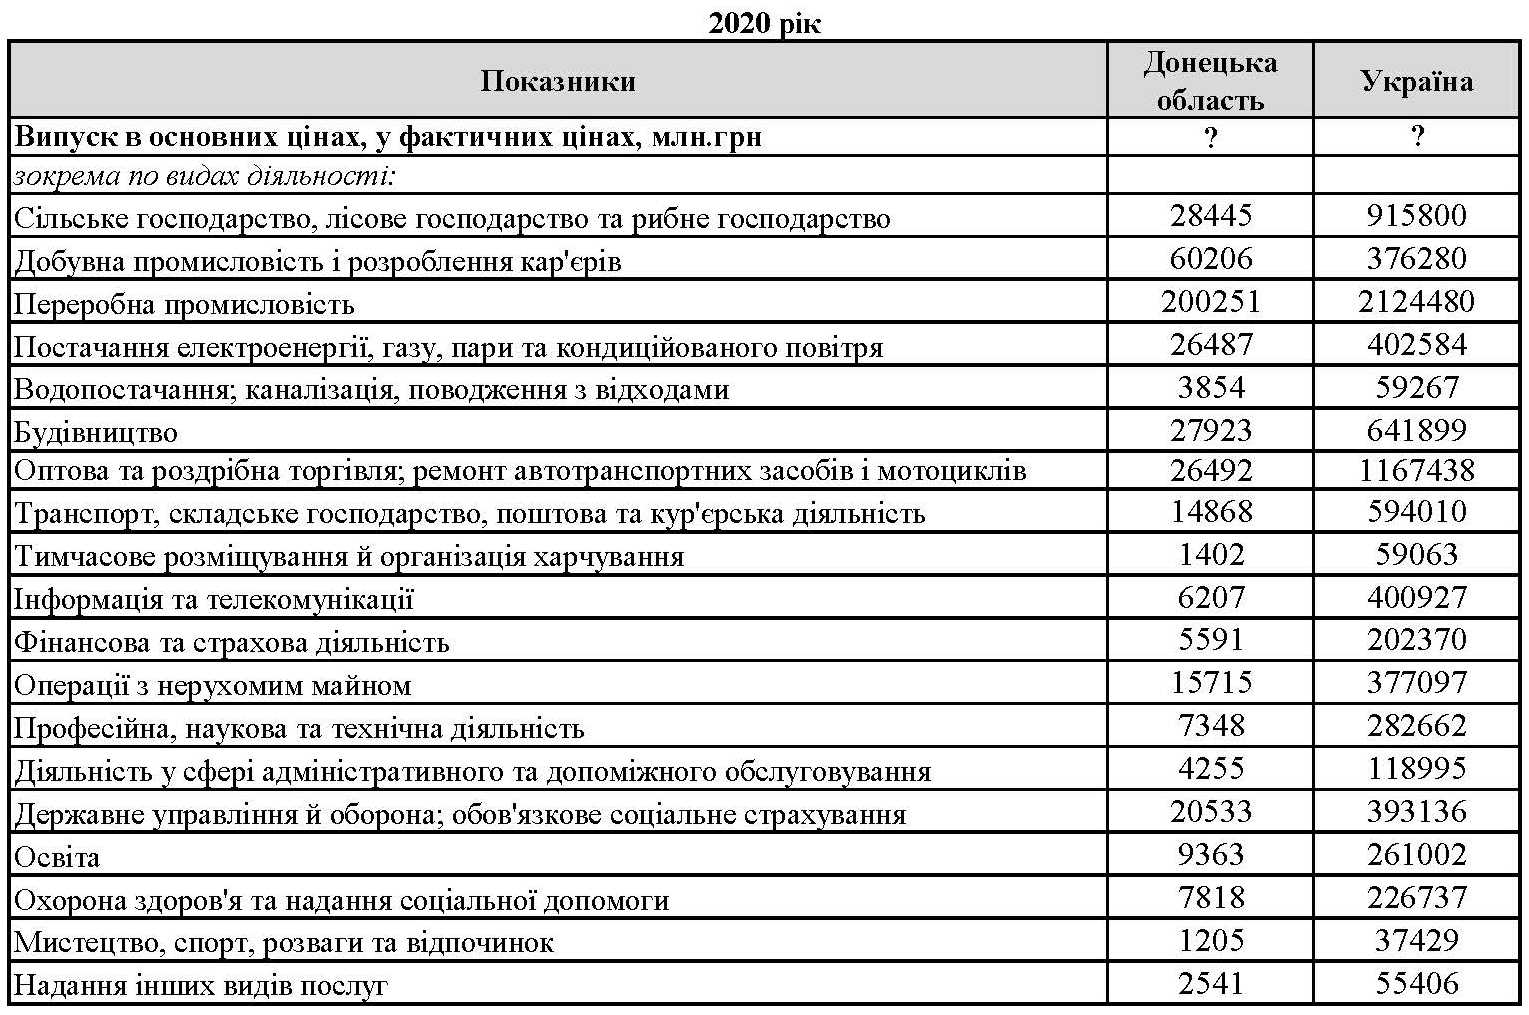 2020 рік
Показники Донецька область Україна
Випуск в основних цінах, у фактичних цінах, млн.грн ? ?
зокрема по видах діяльності:
Сільське господарство, лісове господарство та рибне господарство 28445 915800
Добувна промисловість і розроблення кар'єрів 60206 376280
Переробна промисловість 200251 2124480
Постачання електроенергії, газу, пари та кондиційованого повітря 26487 402584
Водопостачання; каналізація, поводження з відходами 3854 59267
Будівництво 27923 641899
Оптова та роздрібна торгівля; ремонт автотранспортних засобів і мотоциклів 26492 1167438
Транспорт, складське господарство, поштова та кур'єрська діяльність 14868 594010
Тимчасове розміщування й організація харчування 1402 59063
Інформація та телекомунікації 6207 400927
Фінансова та страхова діяльність 5591 202370
Операції з нерухомим майном 15715 377097
Професійна, наукова та технічна діяльність 7348 282662
Діяльність у сфері адміністративного та допоміжного обслуговування 4255 118995
Державне управління й оборона; обов'язкове соціальне страхування 20533 393136
Освіта 9363 261002
Охорона здоров'я та надання соціальної допомоги 7818 226737
Мистецтво, спорт, розваги та відпочинок 1205 37429
Надання інших видів послуг 2541 55406